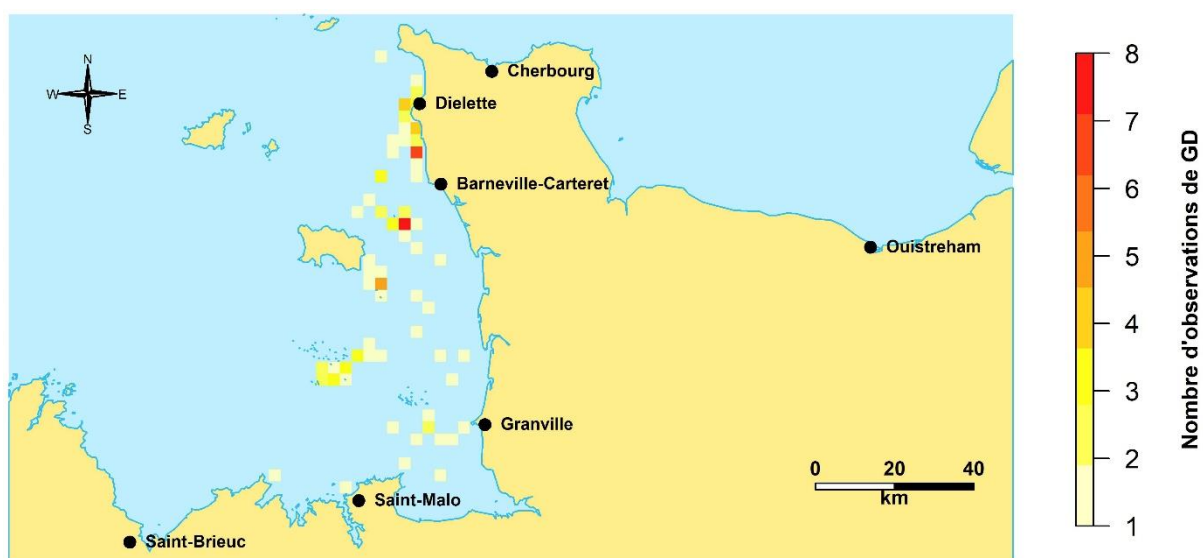 N
W E
S
Cherbourg
Dielette
Barneville-Carteret
Ouistreham
Granville
Saint-Malo
Saint-Brieuc
0 20 40
km
8
7
6
5
4
3
2
1
Nombre d'observations de GD